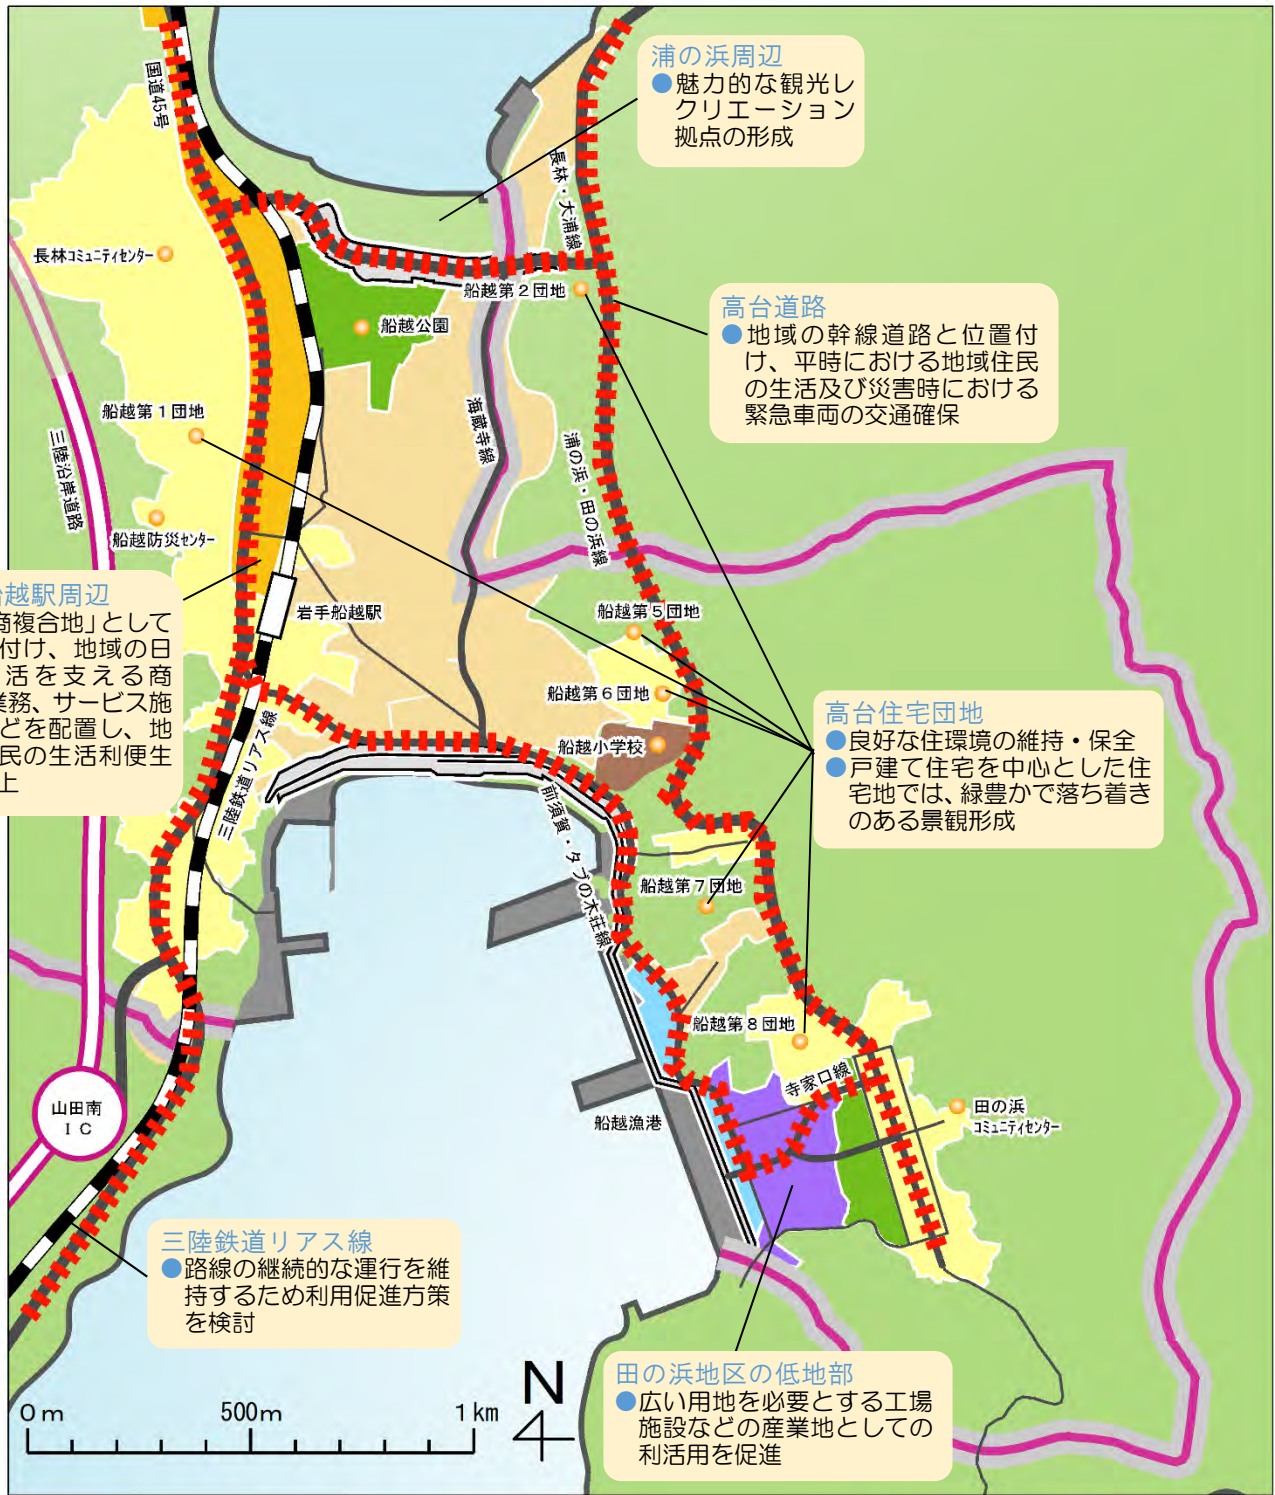 浦の浜周辺
●魅力的な観光レ
クリエーション
拠点の形成
国道45号
長林・大浦線
長林コミュニティセンター
船越第2団地
船越公園
高台道路
●地域の幹線道路と位置付
け、平時における地域住民
の生活及び災害時における
緊急車両の交通確保
船越第1団地
海蔵寺線
三陸沿岸道路
浦の浜・田の浜線
船越防災センター
越駅周辺
商複合地」として
付け、地域の日
活を支える商
業務、サービス施
どを配置し、地
民の生活利便生
上
岩手船越駅
船越第5団地
船越第6団地
船越小学校
高台住宅団地
●良好な住環境の維持・保全
●戸建て住宅を中心とした住
宅地では、緑豊かで落ち着き
のある景観形成
三陸鉄道リアス線
前須賀・タブの木荘線
船越第7団地
船越第8団地
寺家口線
山田南
IC
船越漁港
田の浜
コミュニティセンター
三陸鉄道リアス線
●路線の継続的な運行を維
持するため利用促進方策
を検討
田の浜地区の低地部
●広い用地を必要とする工場
施設などの産業地としての
利活用を促進
N
0m 500m 1km